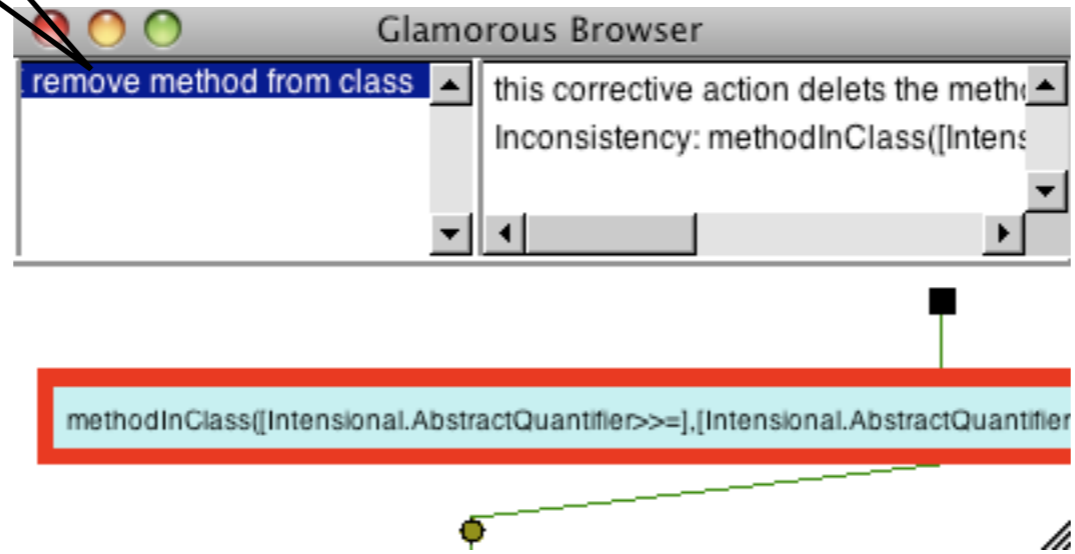 Glamorous Browser
remove method from class
this corrective action delets the meth
Inconsistency: methodInClass([Intens
methodInClass([Intensional.AbstractQuantifier>>=],[Intensional.AbstractQuantifier